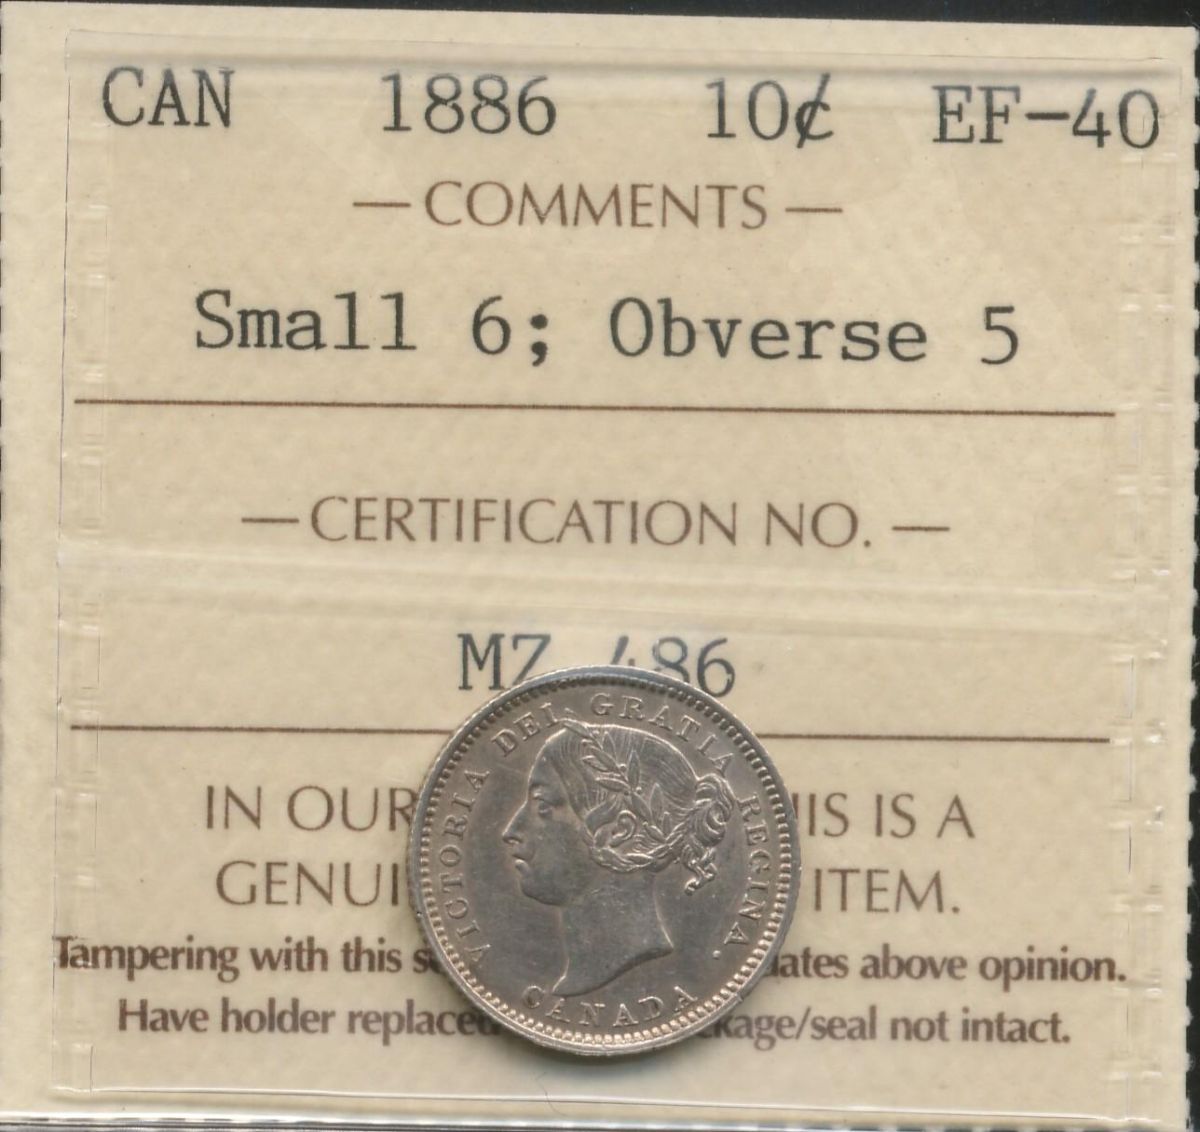 CAN 1886 10¢ EF-40
— COMMENTS —
Small 6; Obverse 5
— CERTIFICATION NO. —
MZ 486
IN OUR IS IS A
GENUI ITEM.
Tampering with this s ates above opinion.
Have holder replaced kage/seal not intact.
VICTORIA DEI GRATIA REGINA.
CANADA